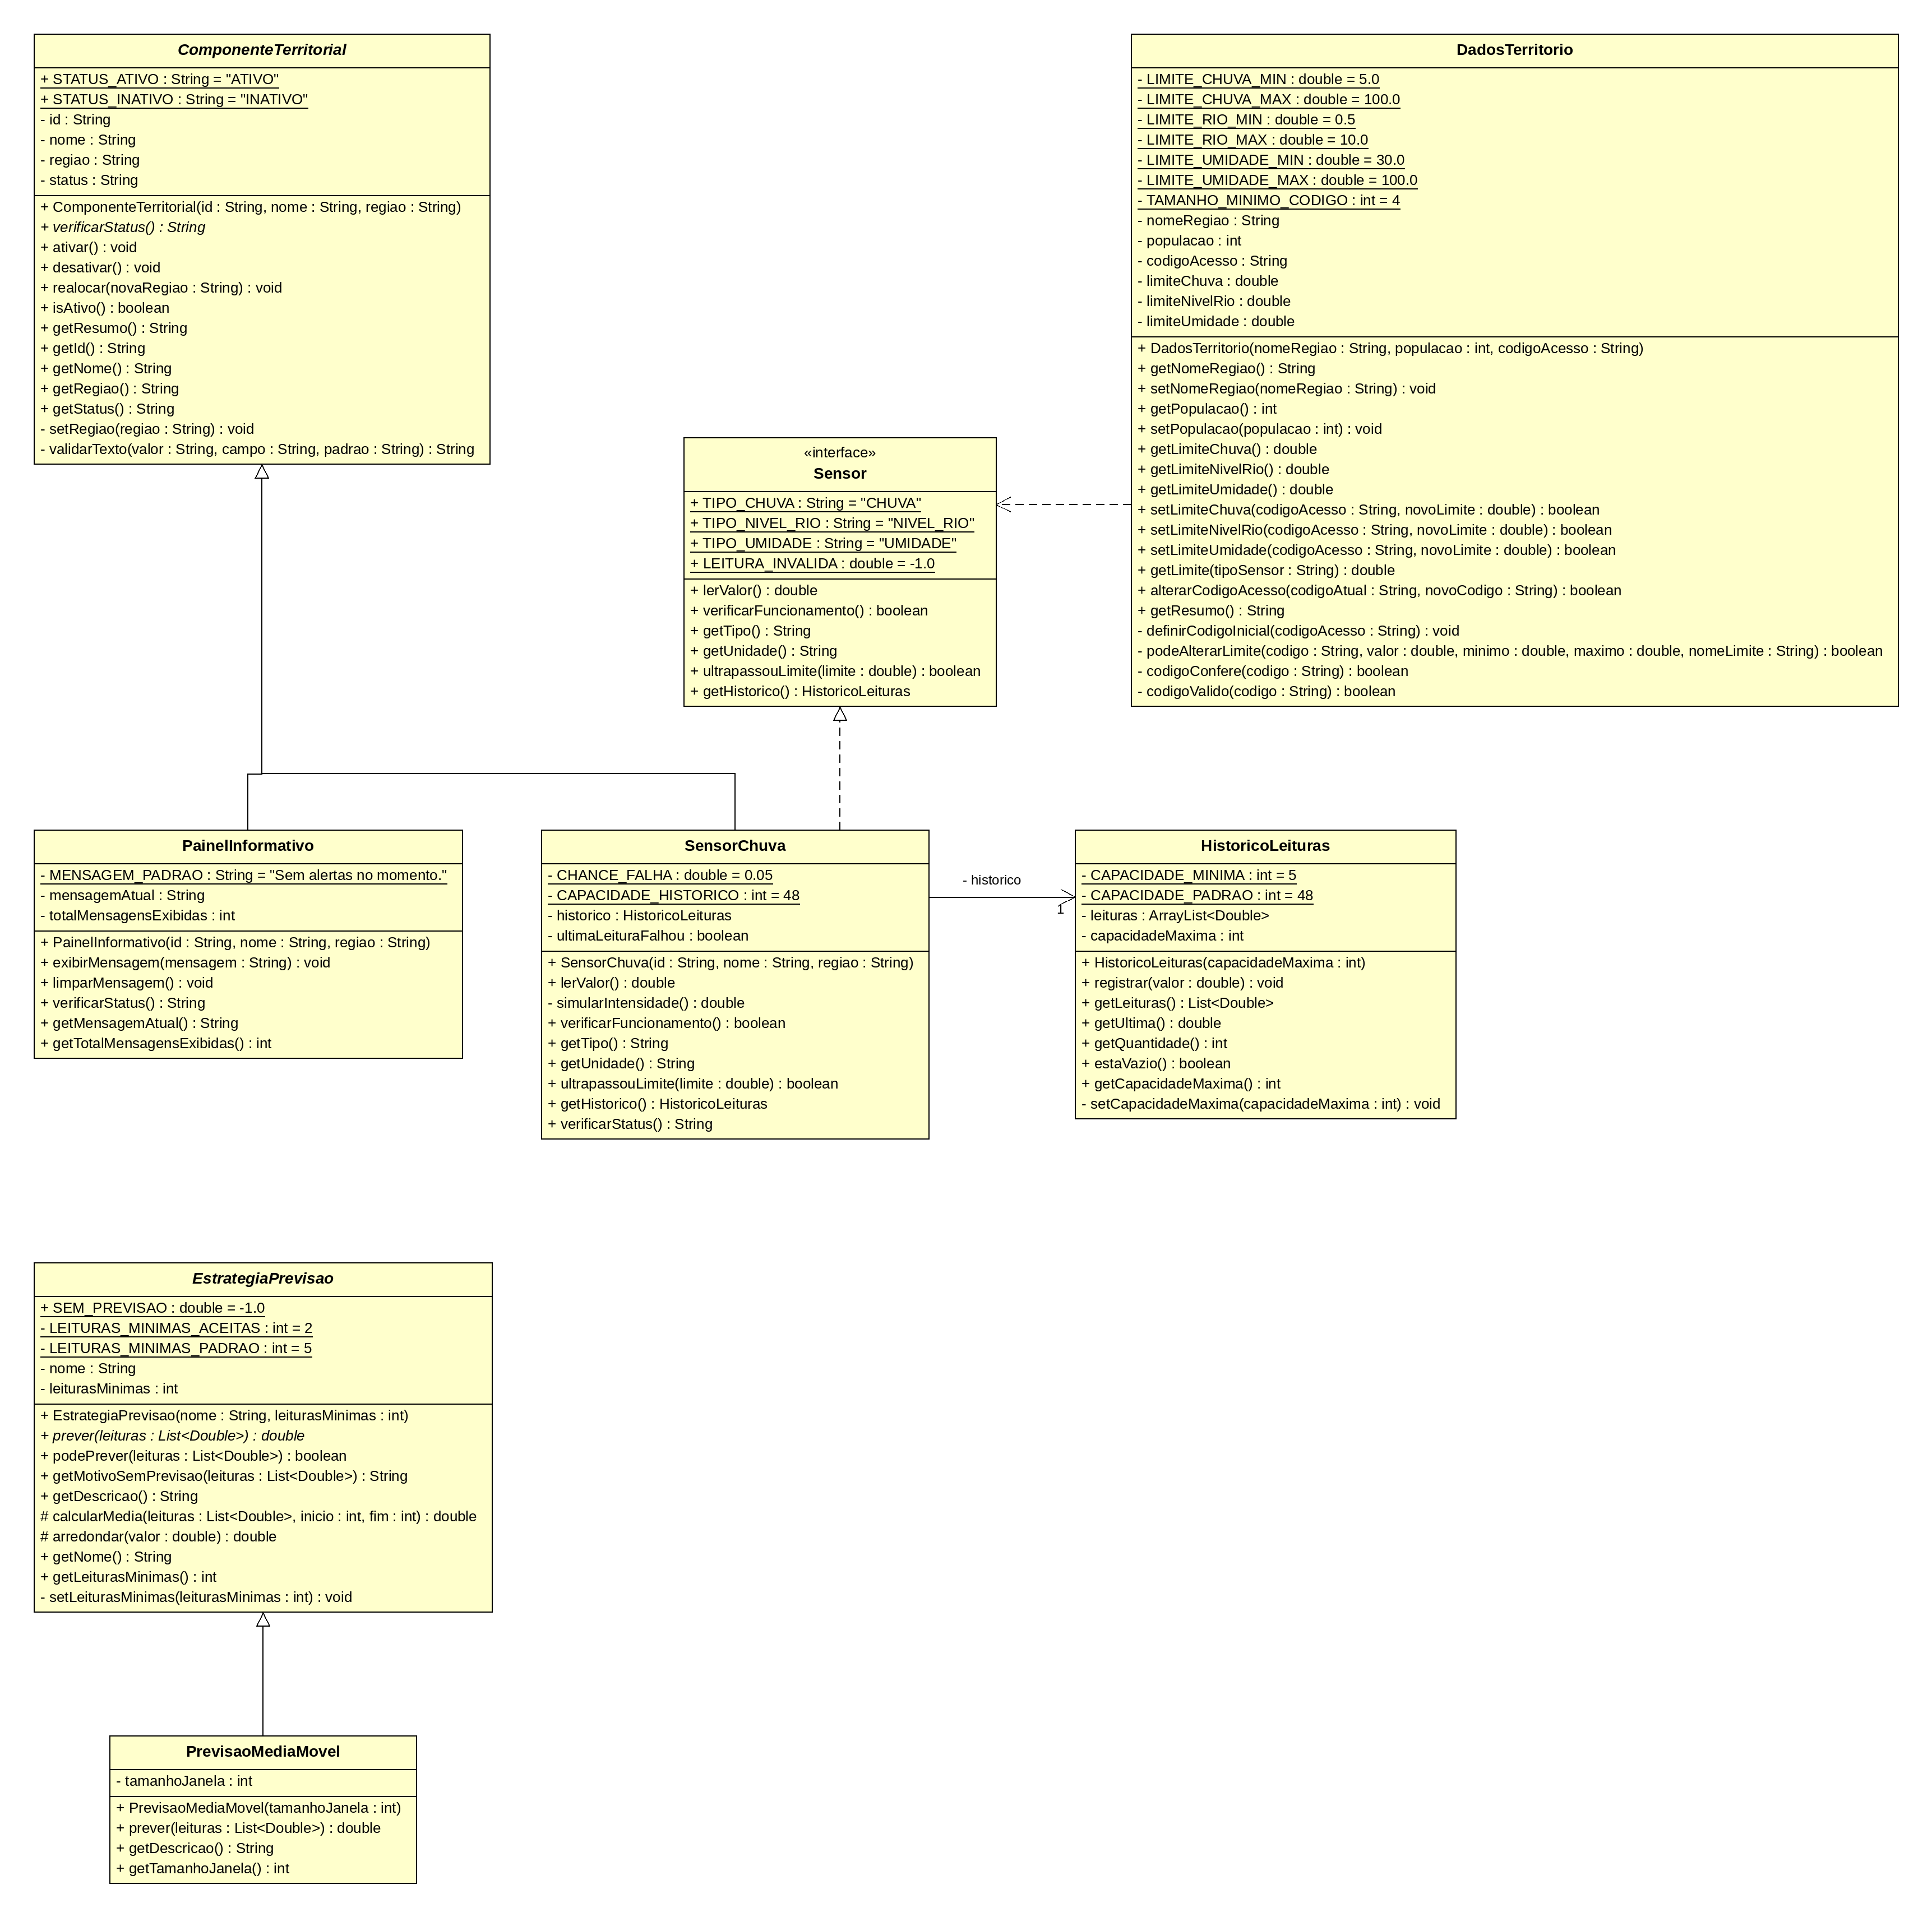 ComponenteTerritorial
+ STATUS_ATIVO : String = "ATIVO"
+ STATUS_INATIVO : String = "INATIVO"
- id : String
- nome : String
- regiao : String
- status : String
+ ComponenteTerritorial(id : String, nome : String, regiao : String)
+ verificarStatus() : String
+ ativar() : void
+ desativar() : void
+ realocar(novaRegiao : String) : void
+ isAtivo() : boolean
+ getResumo() : String
+ getId() : String
+ getNome() : String
+ getRegiao() : String
+ getStatus() : String
- setRegiao(regiao : String) : void
- validarTexto(valor : String, campo : String, padrao : String) : String
«interface»
Sensor
+ TIPO_CHUVA : String = "CHUVA"
+ TIPO_NIVEL_RIO : String = "NIVEL_RIO"
+ TIPO_UMIDADE : String = "UMIDADE"
+ LEITURA_INVALIDA : double = -1.0
+ lerValor() : double
+ verificarFuncionamento() : boolean
+ getTipo() : String
+ getUnidade() : String
+ ultrapassouLimite(limite : double) : boolean
+ getHistorico() : HistoricoLeituras
DadosTerritorio
- LIMITE_CHUVA_MIN : double = 5.0
- LIMITE_CHUVA_MAX : double = 100.0
- LIMITE_RIO_MIN : double = 0.5
- LIMITE_RIO_MAX : double = 10.0
- LIMITE_UMIDADE_MIN : double = 30.0
- LIMITE_UMIDADE_MAX : double = 100.0
- TAMANHO_MINIMO_CODIGO : int = 4
- nomeRegiao : String
- populacao : int
- codigoAcesso : String
- limiteChuva : double
- limiteNivelRio : double
- limiteUmidade : double
+ DadosTerritorio(nomeRegiao : String, populacao : int, codigoAcesso : String)
+ getNomeRegiao() : String
+ setNomeRegiao(nomeRegiao : String) : void
+ getPopulacao() : int
+ setPopulacao(populacao : int) : void
+ getLimiteChuva() : double
+ getLimiteNivelRio() : double
+ getLimiteUmidade() : double
+ setLimiteChuva(codigoAcesso : String, novoLimite : double) : boolean
+ setLimiteNivelRio(codigoAcesso : String, novoLimite : double) : boolean
+ setLimiteUmidade(codigoAcesso : String, novoLimite : double) : boolean
+ getLimite(tipoSensor : String) : double
+ alterarCodigoAcesso(codigoAtual : String, novoCodigo : String) : boolean
+ getResumo() : String
- definirCodigoInicial(codigoAcesso : String) : void
- podeAlterarLimite(codigo : String, valor : double, minimo : double, maximo : double, nomeLimite : String) : boolean
- codigoConfere(codigo : String) : boolean
- codigoValido(codigo : String) : boolean
PainelInformativo
- MENSAGEM_PADRAO : String = "Sem alertas no momento."
- mensagemAtual : String
- totalMensagensExibidas : int
+ PainelInformativo(id : String, nome : String, regiao : String)
+ exibirMensagem(mensagem : String) : void
+ limparMensagem() : void
+ verificarStatus() : String
+ getMensagemAtual() : String
+ getTotalMensagensExibidas() : int
SensorChuva
- CHANCE_FALHA : double = 0.05
- CAPACIDADE_HISTORICO : int = 48
- historico : HistoricoLeituras
- ultimaLeituraFalhou : boolean
+ SensorChuva(id : String, nome : String, regiao : String)
+ lerValor() : double
- simularIntensidade() : double
+ verificarFuncionamento() : boolean
+ getTipo() : String
+ getUnidade() : String
+ ultrapassouLimite(limite : double) : boolean
+ getHistorico() : HistoricoLeituras
+ verificarStatus() : String
- historico
1
HistoricoLeituras
- CAPACIDADE_MINIMA : int = 5
- CAPACIDADE_PADRAO : int = 48
- leituras : ArrayList<Double>
- capacidadeMaxima : int
+ HistoricoLeituras(capacidadeMaxima : int)
+ registrar(valor : double) : void
+ getLeituras() : List<Double>
+ getUltima() : double
+ getQuantidade() : int
+ estaVazio() : boolean
+ getCapacidadeMaxima() : int
- setCapacidadeMaxima(capacidadeMaxima : int) : void
EstrategiaPrevisao
+ SEM_PREVISAO : double = -1.0
- LEITURAS_MINIMAS_ACEITAS : int = 2
- LEITURAS_MINIMAS_PADRAO : int = 5
- nome : String
- leiturasMinimas : int
+ EstrategiaPrevisao(nome : String, leiturasMinimas : int)
+ prever(leituras : List<Double>) : double
+ podePrever(leituras : List<Double>) : boolean
+ getMotivoSemPrevisao(leituras : List<Double>) : String
+ getDescricao() : String
# calcularMedia(leituras : List<Double>, inicio : int, fim : int) : double
# arredondar(valor : double) : double
+ getNome() : String
+ getLeiturasMinimas() : int
- setLeiturasMinimas(leiturasMinimas : int) : void
PrevisaoMediaMovel
- tamanhoJanela : int
+ PrevisaoMediaMovel(tamanhoJanela : int)
+ prever(leituras : List<Double>) : double
+ getDescricao() : String
+ getTamanhoJanela() : int